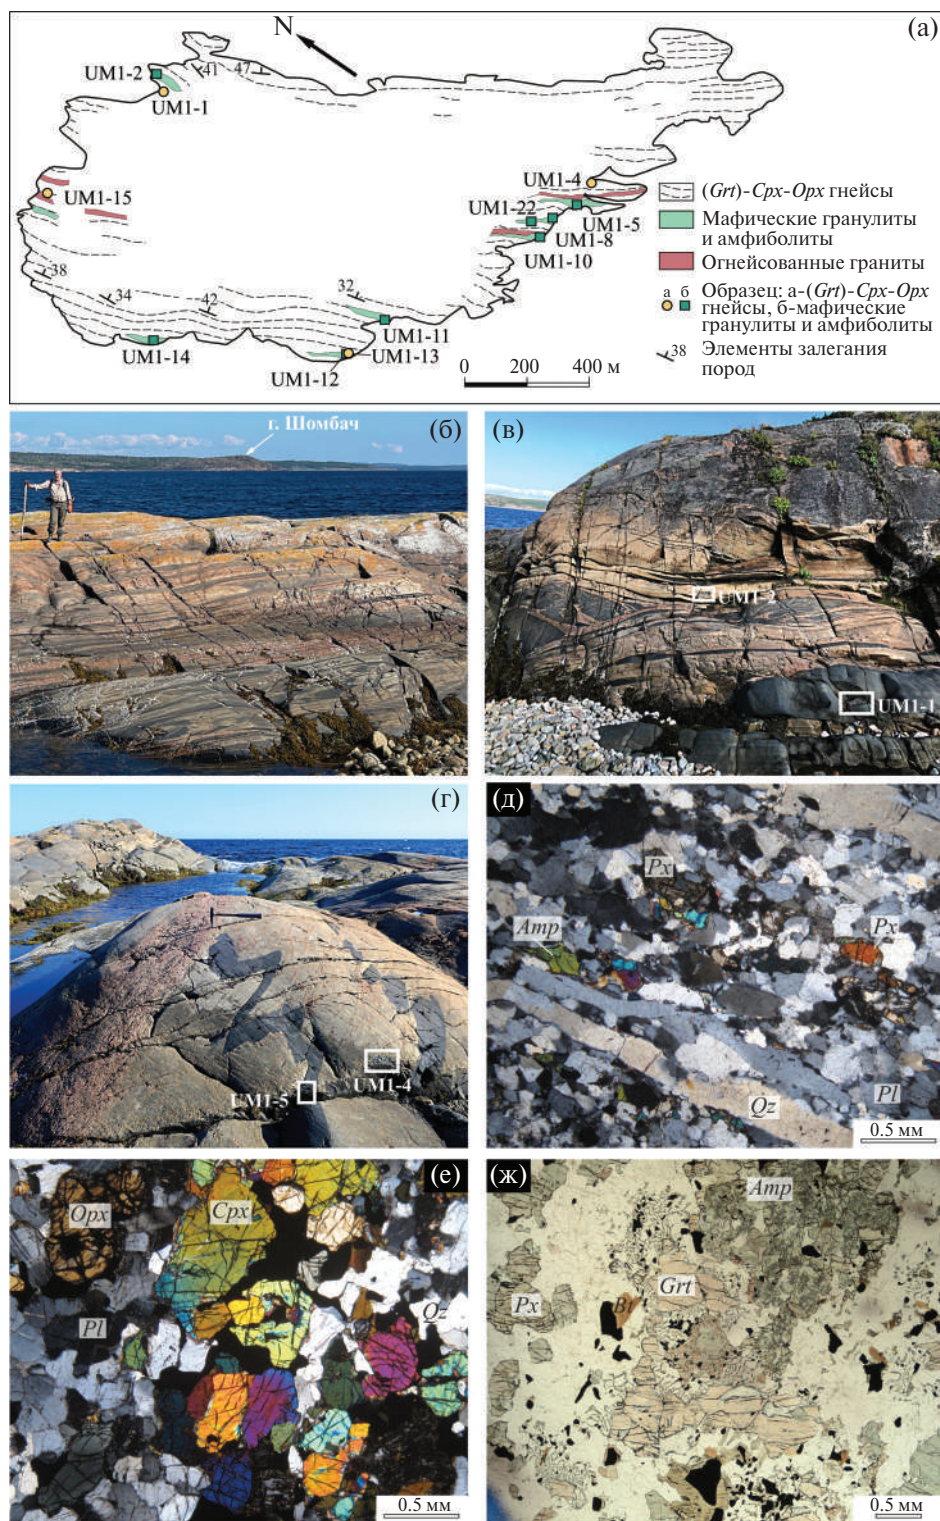 (а)
N
UM1-2
41
47
UM1-1
UM1-4
UM1-15
UM1-22
UM1-5
UM1-8
UM1-10
38
34
42
32
UM1-11
UM1-14
UM1-13
UM1-12
0 200 400 м
(Grt)-Cpx-Opx гнейсы
Мафические гранулиты
и амфиболиты
Огнейсованные граниты
а б Образец: а-(Grt)-Cpx-Opx
гнейсы, б-мафические
гранулиты и амфиболиты
38 Элементы залегания
пород
г. Шомбач
(б)
(в)
UM1-2
UM1-1
(г)
UM1-4
UM1-5
(д)
Px
Amp
Px
Pl
Qz
0.5 мм
(е)
Opx
Cpx
Pl
Qz
0.5 мм
(ж)
Amp
Grt
Px
Bt
0.5 мм